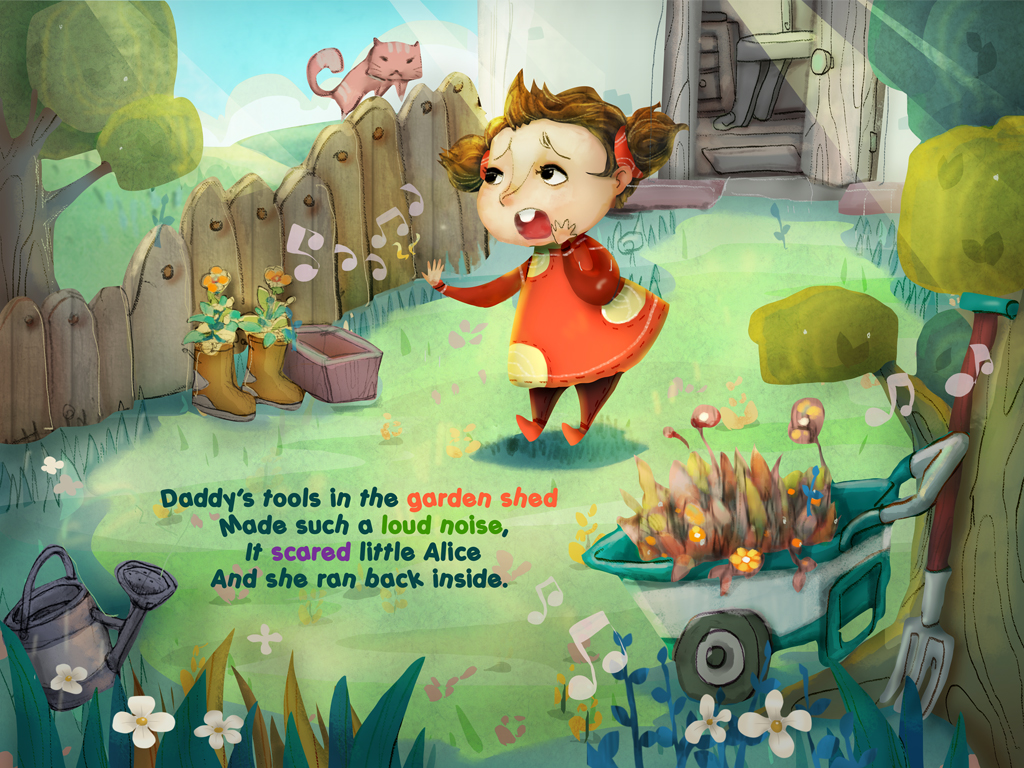 Daddy's tools in the garden shed
Made such a loud noise,
It scared little Alice
And she ran back inside.